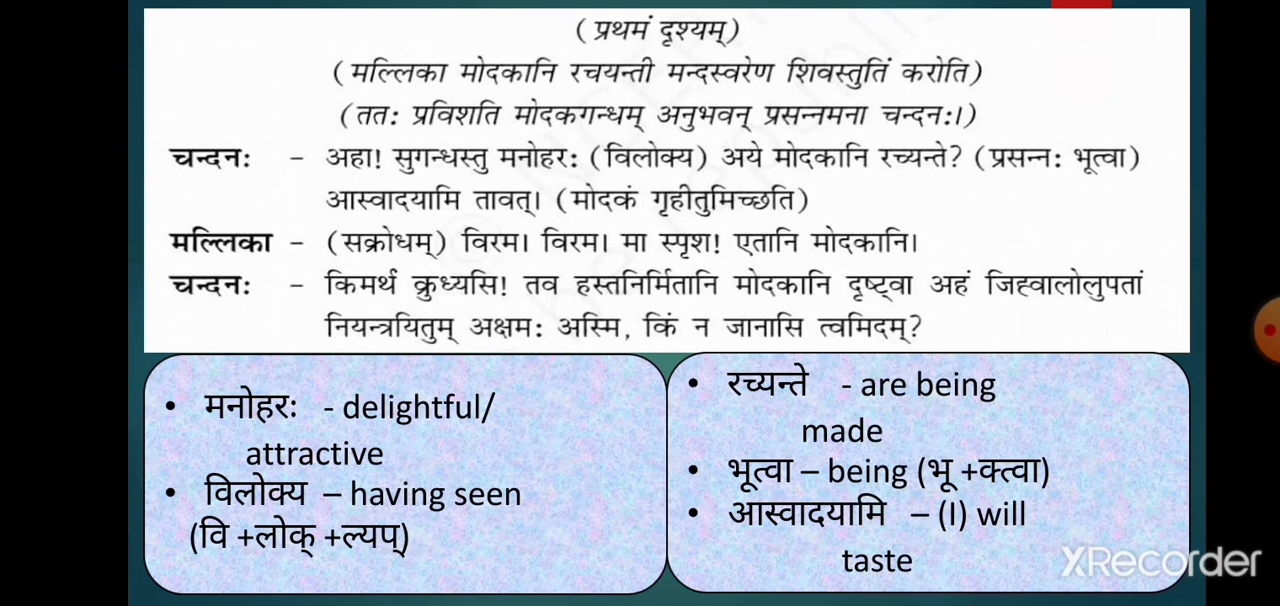 (प्रथमं दृश्यम्)
(मल्लिका मोदकानि रचयन्ती मन्दस्वरेण शिवस्तुतिं करोति)
(ततः प्रविशति मोदकगन्धम् अनुभवन् प्रसन्नमना चन्दनः।)
चन्दनः - अहा! सुगन्धस्तु मनोहरः (विलोक्य) अये मोदकानि रच्यन्ते? (प्रसन्नः भूत्वा)
आस्वादयामि तावत्। (मोदकं गृहीतुमिच्छति)
मल्लिका - (सक्रोधम्) विरम। विरम। मा स्पृश! एतानि मोदकानि।
चन्दनः - किमर्थं क्रुध्यसि! तव हस्तनिर्मितानि मोदकानि दृष्ट्वा अहं जिह्वालोलुपतां
नियन्त्रयितुम् अक्षमः अस्मि, किं न जानासि त्वमिदम्?
• मनोहरः - delightful/
attractive
• विलोक्य – having seen
(वि +लोक् +ल्यप्)
• रच्यन्ते - are being
made
• भूत्वा – being (भू +क्त्वा)
• आस्वादयामि – (I) will
taste
XRecorder